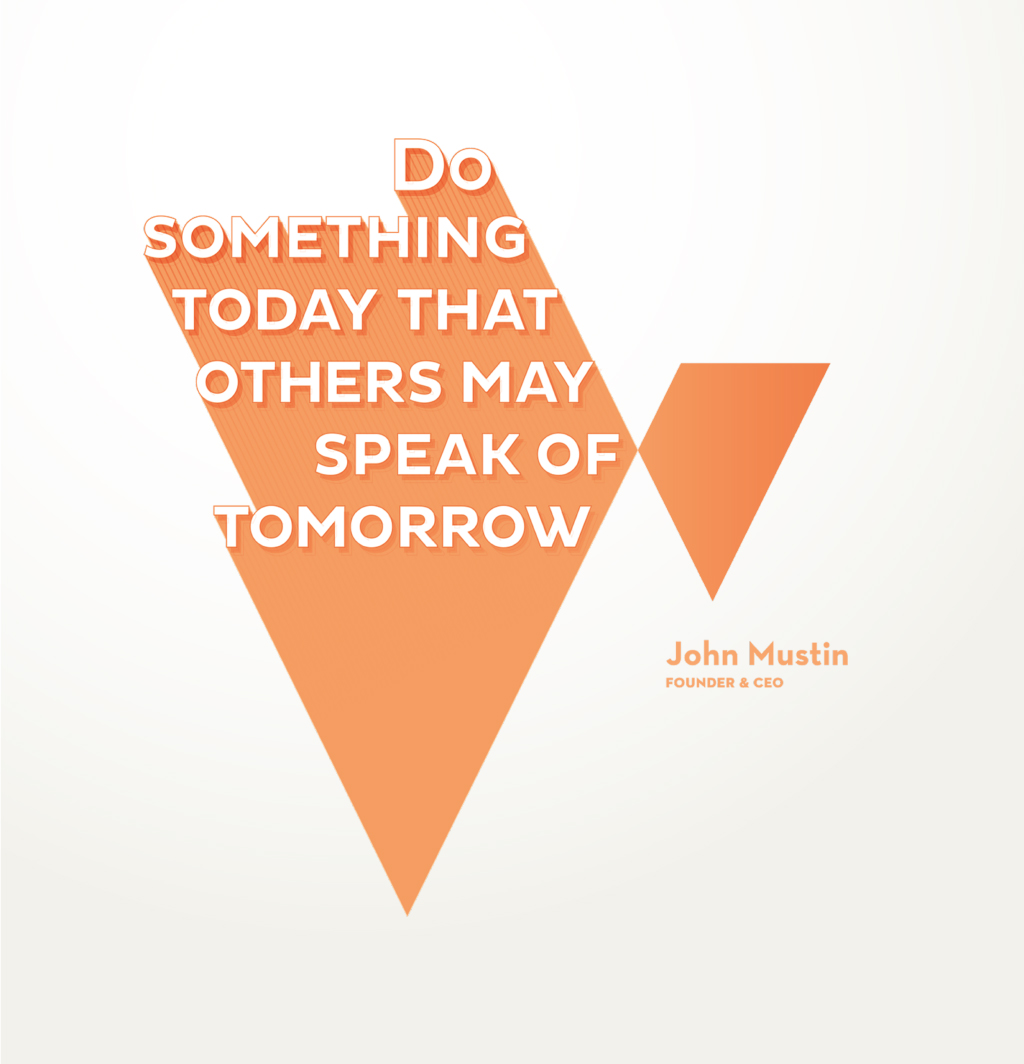 Do
SOMETHING
TODAY THAT
OTHERS MAY
SPEAK OF
TOMORROW
John Mustin
FOUNDER & CEO